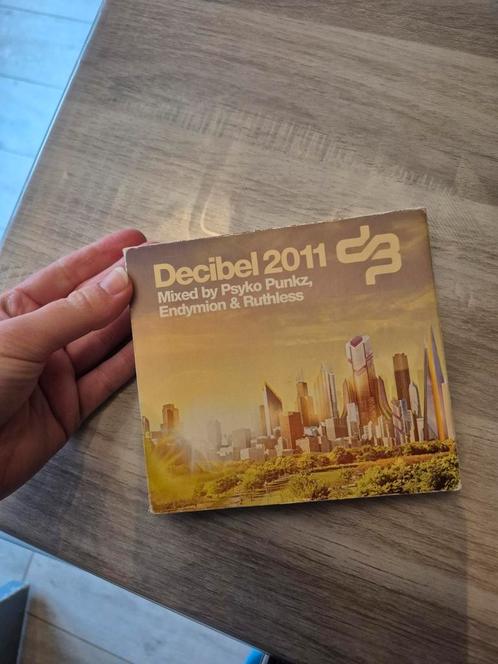 Decibel 2011
Mixed by Psyko Punkz,
Endymion & Ruthless